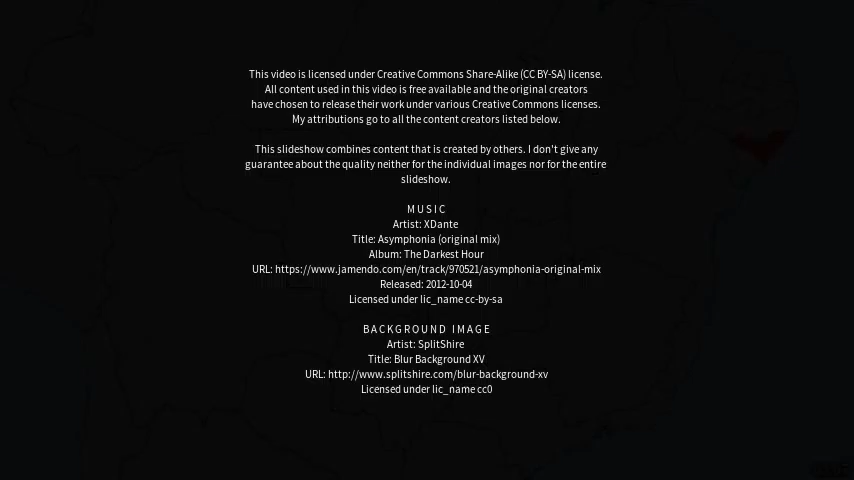 This video is licensed under Creative Commons Share-Alike (CC BY-SA) license.
All content used in this video is free available and the original creators
have chosen to release their work under various Creative Commons licenses.
My attributions go to all the content creators listed below.
This slideshow combines content that is created by others. I don't give any
guarantee about the quality neither for the individual images nor for the entire
slideshow.
MUSIC
Artist: XDante
Title: Asymphonia (original mix)
Album: The Darkest Hour
URL: https://www.jamendo.com/en/track/970521/asymphonia-original-mix
Released: 2012-10-04
Licensed under lic_name cc-by-sa
BACKGROUND IMAGE
Artist: SplitShire
Title: Blur Background XV
URL: http://www.splitshire.com/blur-background-xv
Licensed under lic_name cc0